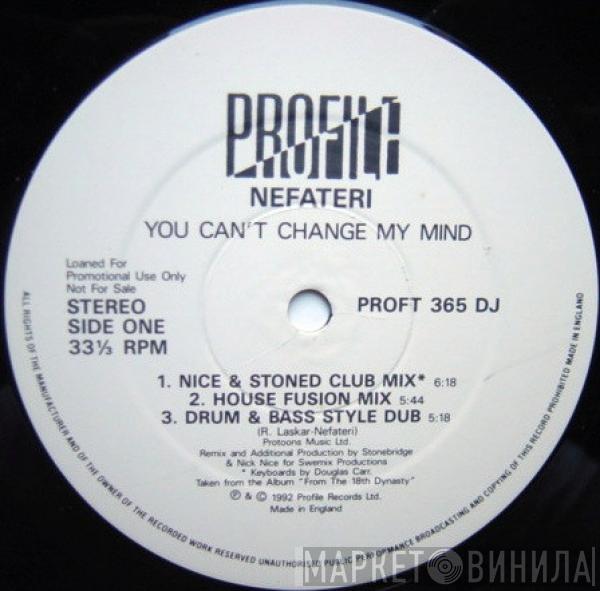 PROFILE
NEFATERI
YOU CAN'T CHANGE MY MIND
Loaned For
Promotional Use Only
Not For Sale
STEREO
SIDE ONE
33⅓ RPM
PROFT 365 DJ
1. NICE & STONED CLUB MIX* 6:18
2. HOUSE FUSION MIX 5:44
3. DRUM & BASS STYLE DUB 5:18
(R. Laskar-Nefateri)
Protoons Music Ltd.
Remix and Additional Production by Stonebridge
& Nick Nice for Swemix Productions
* Keyboards by Douglas Carr.
Taken from the Album "From The 18th Dynasty"
℗ & © 1992 Profile Records Ltd.
Made in England
ALL RIGHTS OF THE MANUFACTURER AND OF THE OWNER OF THE RECORDED WORK RESERVED UNAUTHORISED PUBLIC PERFORMANCE BROADCASTING AND COPYING OF THIS RECORD PROHIBITED MADE IN ENGLAND
МАРКЕТ ВИНИЛА